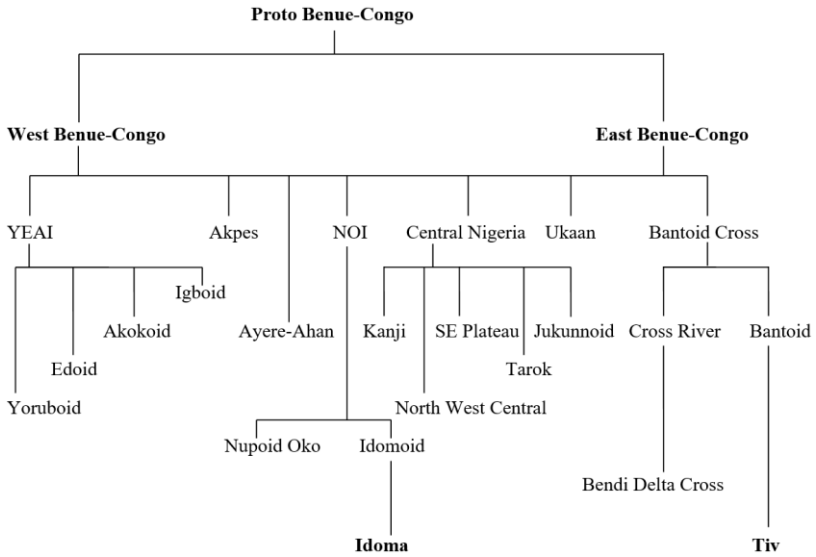 Proto Benue-Congo
West Benue-Congo
East Benue-Congo
YEAI
Akpes
NOI
Central Nigeria
Ukaan
Bantoid Cross
Igboid
Akokoid
Ayere-Ahan
Kanji
SE Plateau
Jukunnoid
Cross River
Bantoid
Edoid
Tarok
Yoruboid
North West Central
Nupoid Oko
Idomoid
Bendi Delta Cross
Idoma
Tiv